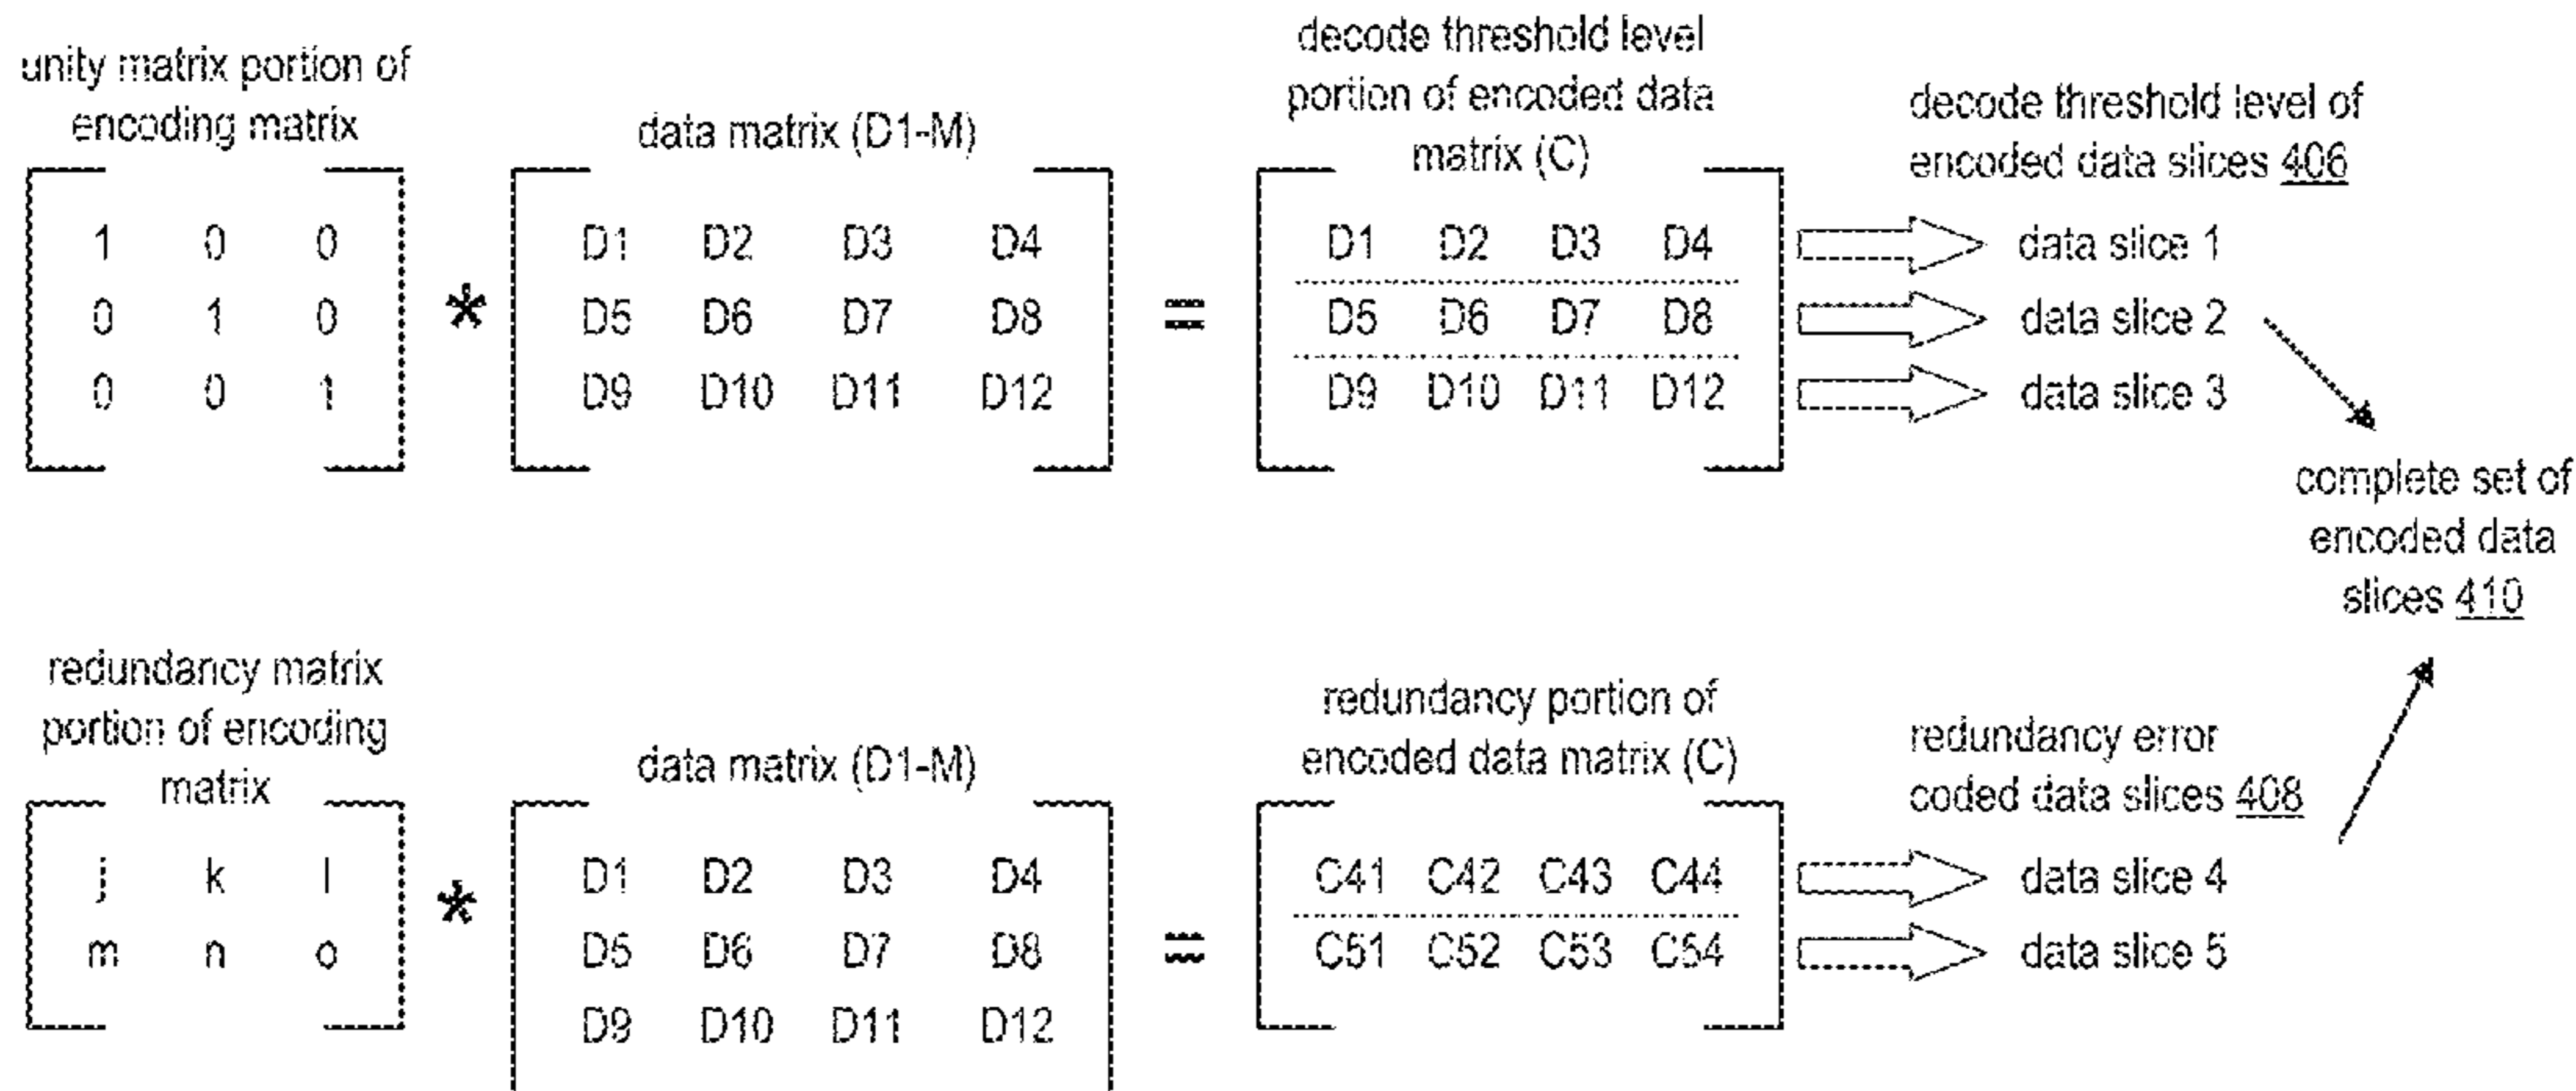 unity matrix portion of
encoding matrix
data matrix (D1-M)
decode threshold level
portion of encoded data
matrix (C)
decode threshold level of
encoded data slices 406
1 0 0
0 1 0
0 0 1
*
D1 D2 D3 D4
D5 D6 D7 D8
D9 D10 D11 D12
=
D1 D2 D3 D4
D5 D6 D7 D8
D9 D10 D11 D12
data slice 1
data slice 2
data slice 3
complete set of
encoded data
slices 410
redundancy matrix
portion of encoding
matrix
data matrix (D1-M)
redundancy portion of
encoded data matrix (C)
redundancy error
coded data slices 408
j k l
m n o
*
D1 D2 D3 D4
D5 D6 D7 D8
D9 D10 D11 D12
=
C41 C42 C43 C44
C51 C52 C53 C54
data slice 4
data slice 5